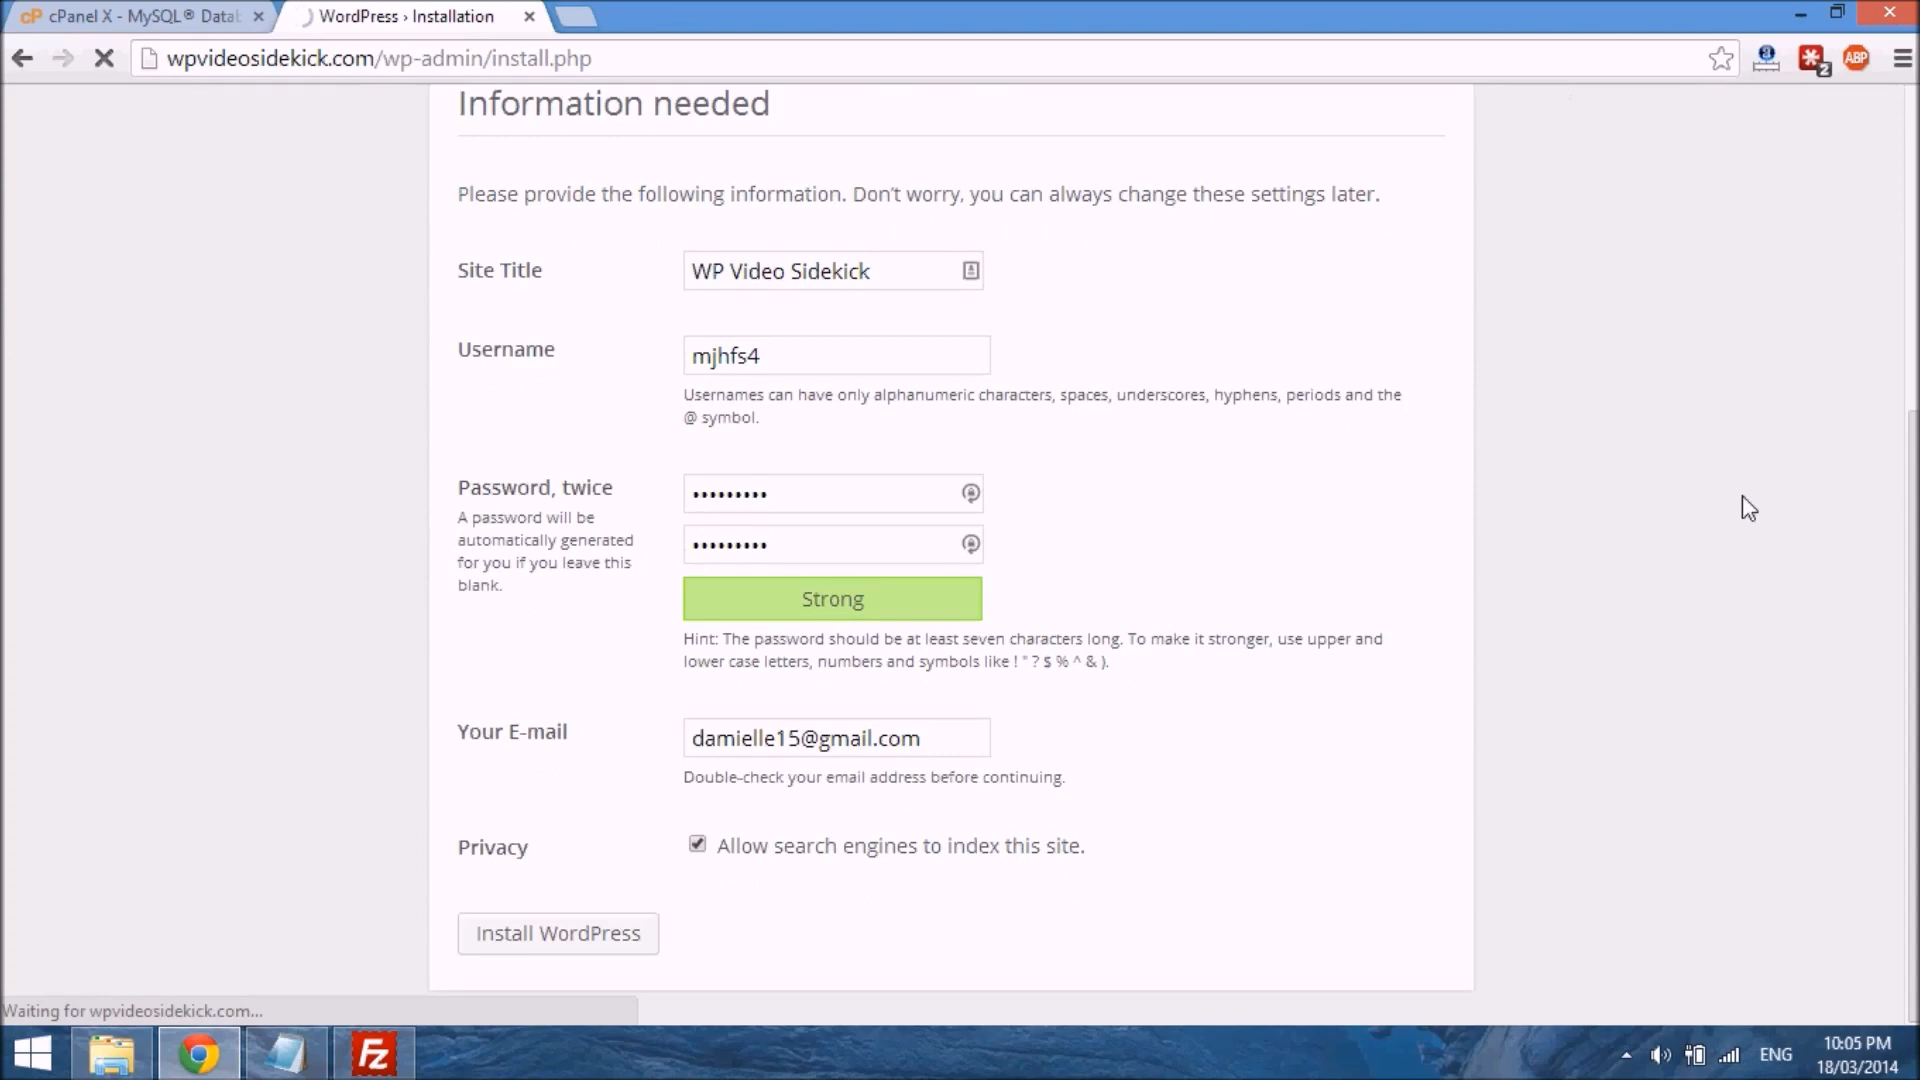 cP cPanel X - MySQL® Datab
WordPress › Installation
wpvideosidekick.com/wp-admin/install.php
2
ABP
Information needed
Please provide the following information. Don't worry, you can always change these settings later.
Site Title
WP Video Sidekick
Username
mjhfs4
Usernames can have only alphanumeric characters, spaces, underscores, hyphens, periods and the
@ symbol.
Password, twice
•••••••••
A password will be
automatically generated
for you if you leave this
blank.
•••••••••
Strong
Hint: The password should be at least seven characters long. To make it stronger, use upper and
lower case letters, numbers and symbols like ! " ? $ % ^ & ).
Your E-mail
damielle15@gmail.com
Double-check your email address before continuing.
Privacy
Allow search engines to index this site.
Install WordPress
Waiting for wpvideosidekick.com...
Fz
ENG
10:05 PM
18/03/2014